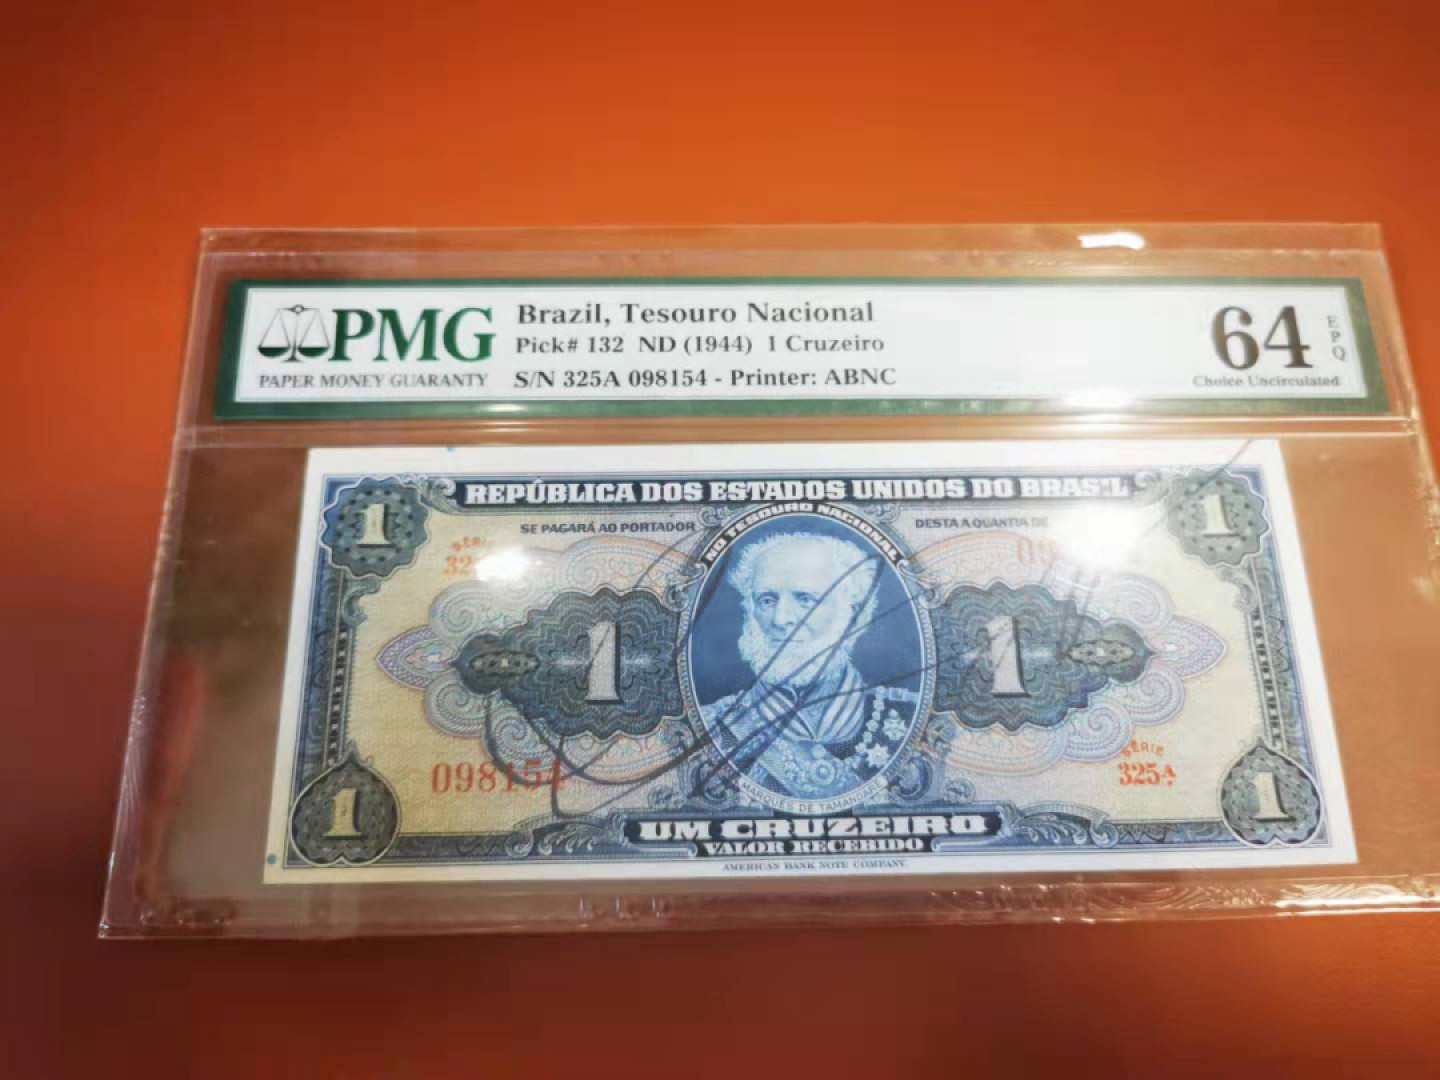 PMG
PAPER MONEY GUARANTY
Brazil, Tesouro Nacional
Pick# 132 ND (1944) 1 Cruzeiro
S/N 325A 098154 - Printer: ABNC
64
EPQ
Choice Uncirculated
REPÚBLICA DOS ESTADOS UNIDOS DO BRASIL
1
1
SE PAGARÁ AO PORTADOR
NO TESOURO NACIONAL
DESTA A QUANTIA DE
SÉRIE
1
1
098154
SÉRIE
325A
MARQUÊS DE TAMANDARÉ
1
1
UM CRUZEIRO
VALOR RECEBIDO
AMERICAN BANK NOTE COMPANY.